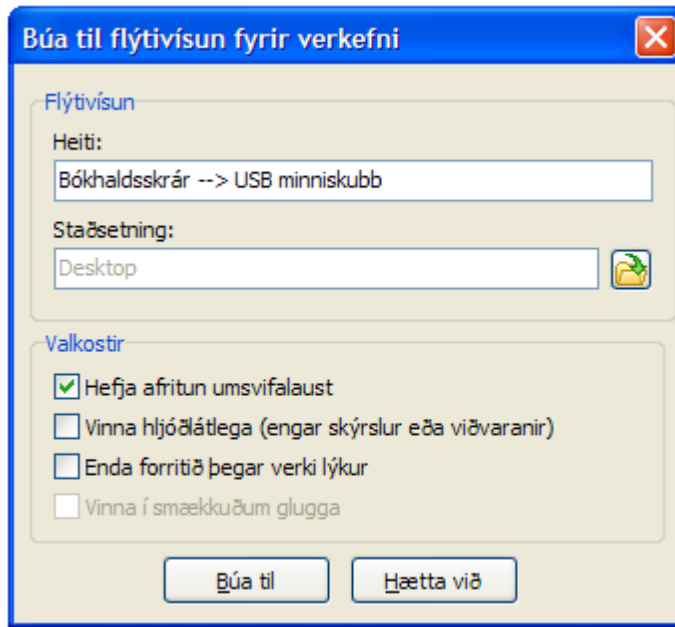 Búa til flýtivísun fyrir verkefni
Flýtivísun
Heiti:
Bókhaldsskrár --> USB minniskubb
Staðsetning:
Desktop
Valkostir
Hefja afritun umsvifalaust
Vinna hljóðlátlega (engar skýrslur eða viðvaranir)
Enda forritið þegar verki lýkur
Vinna í smækkuðum glugga
Búa til
Hætta við